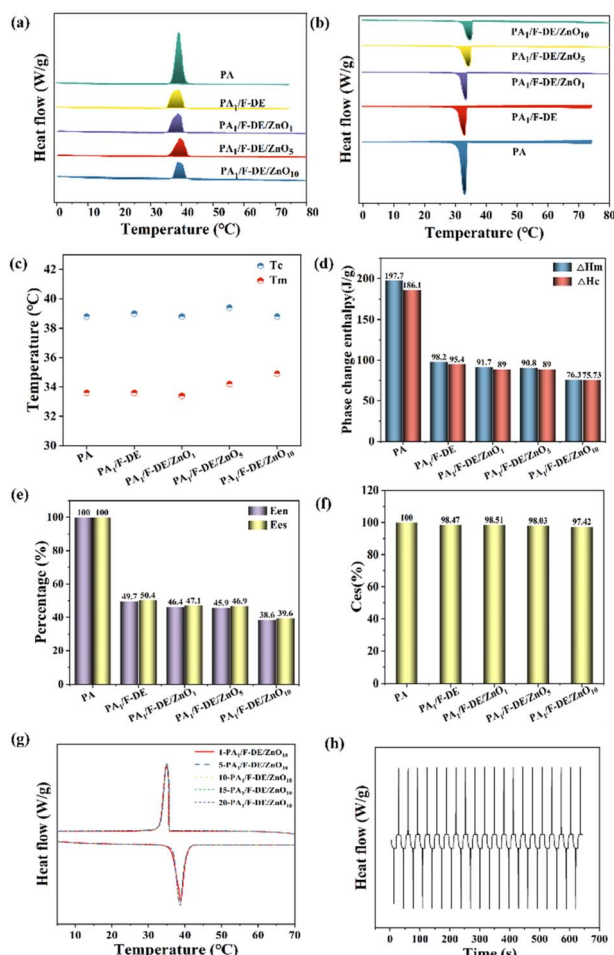 (a)
Heat flow (W/g)
PA
PA₁/F-DE
PA₁/F-DE/ZnO₁
PA₁/F-DE/ZnO₅
PA₁/F-DE/ZnO₁₀
0 10 20 30 40 50 60 70 80
Temperature (℃)
(b)
Heat flow (W/g)
PA₁/F-DE/ZnO₁₀
PA₁/F-DE/ZnO₅
PA₁/F-DE/ZnO₁
PA₁/F-DE
PA
0 10 20 30 40 50 60 70 80
Temperature (℃)
(c)
Temperature (℃)
Tc
Tm
42
40
38
36
34
32
30
PA PA₁/F-DE PA₁/F-DE/ZnO₁ PA₁/F-DE/ZnO₅ PA₁/F-DE/ZnO₁₀
(d)
Phase change enthalpy(J/g)
△Hm
△Hc
200
150
100
50
0
197.7 186.1 98.2 95.4 91.7 89 90.8 89 76.3 75.73
PA PA₁/F-DE PA₁/F-DE/ZnO₁ PA₁/F-DE/ZnO₅ PA₁/F-DE/ZnO₁₀
(e)
Percentage (%)
Een
Ees
100
80
60
40
20
0
100 100 49.7 50.4 46.4 47.1 45.9 46.9 38.6 39.6
PA PA₁/F-DE PA₁/F-DE/ZnO₁ PA₁/F-DE/ZnO₅ PA₁/F-DE/ZnO₁₀
(f)
Ces(%)
120
100
80
60
40
20
0
100 98.47 98.51 98.03 97.42
PA PA₁/F-DE PA₁/F-DE/ZnO₁ PA₁/F-DE/ZnO₅ PA₁/F-DE/ZnO₁₀
(g)
Heat flow (W/g)
1-PA₁/F-DE/ZnO₁₀
5-PA₁/F-DE/ZnO₁₀
10-PA₁/F-DE/ZnO₁₀
15-PA₁/F-DE/ZnO₁₀
20-PA₁/F-DE/ZnO₁₀
10 20 30 40 50 60 70
Temperature (℃)
(h)
Heat flow (W/g)
0 100 200 300 400 500 600 700
Time (s)